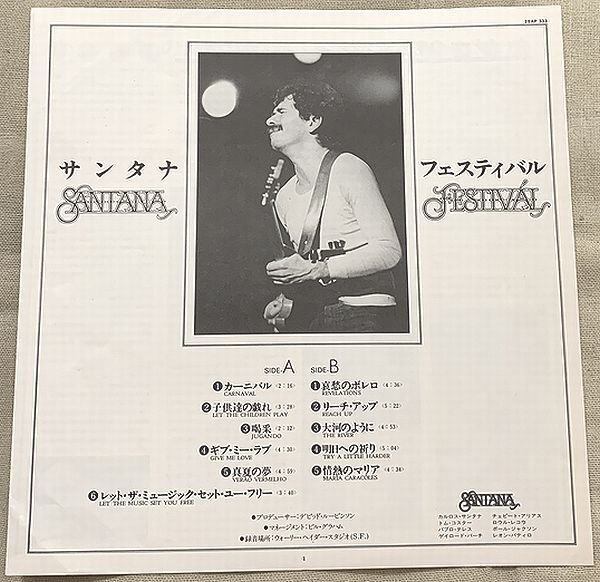 25AP 333
サンタナ
SANTANA
フェスティバル
FESTIVÁL
SIDE-A
❶カーニバル (2:16)
CARNAVAL
❷子供達の戯れ (3:28)
LET THE CHILDREN PLAY
❸喝采 (2:12)
JUGANDO
❹ギブ・ミー・ラブ (4:30)
GIVE ME LOVE
❺真夏の夢 (4:59)
VERÃO VERMELHO
❻レット・ザ・ミュージック・セット・ユー・フリー (3:40)
LET THE MUSIC SET YOU FREE
SIDE-B
❶哀愁のボレロ (4:36)
REVELATIONS
❷リーチ・アップ (5:22)
REACH UP
❸大河のように (4:53)
THE RIVER
❹明日への祈り (5:04)
TRY A LITTLE HARDER
❺情熱のマリア (4:34)
MARÍA CARACÓLES
●プロデューサー：デビッド・ルービンソン
●マネージメント：ビル・グラハム
●録音場所：ウォーリー・ヘイダー・スタジオ(S.F.)
SANTANA
カルロス・サンタナ チェピート・アリアス
トム・コスター ラウル・レコウ
パブロ・テレス ポール・ジャクソン
ゲイロード・バーチ レオン・パティロ
1